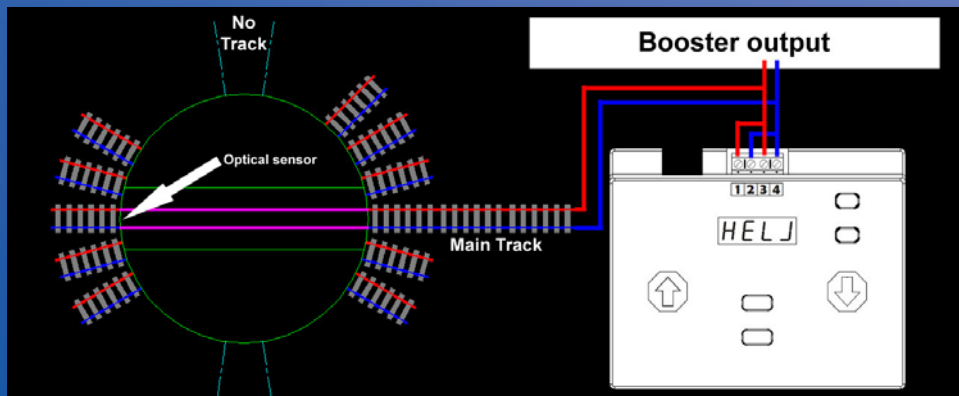 No
Track
Booster output
Optical sensor
1 2 3 4
HELJ
Main Track